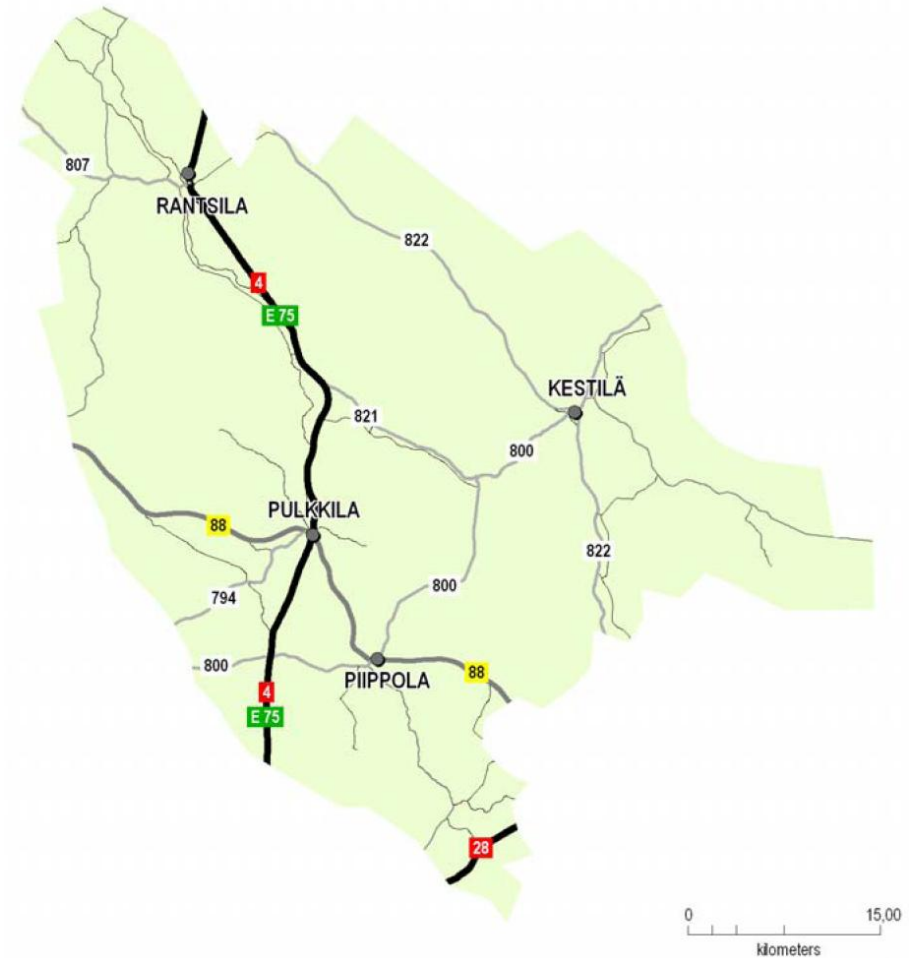 807
RANTSILA
822
4
E 75
KESTILÄ
821
800
PULKKILA
88
822
794
800
800
88
PIIPPOLA
4
E 75
28
0 15,00
kilometers